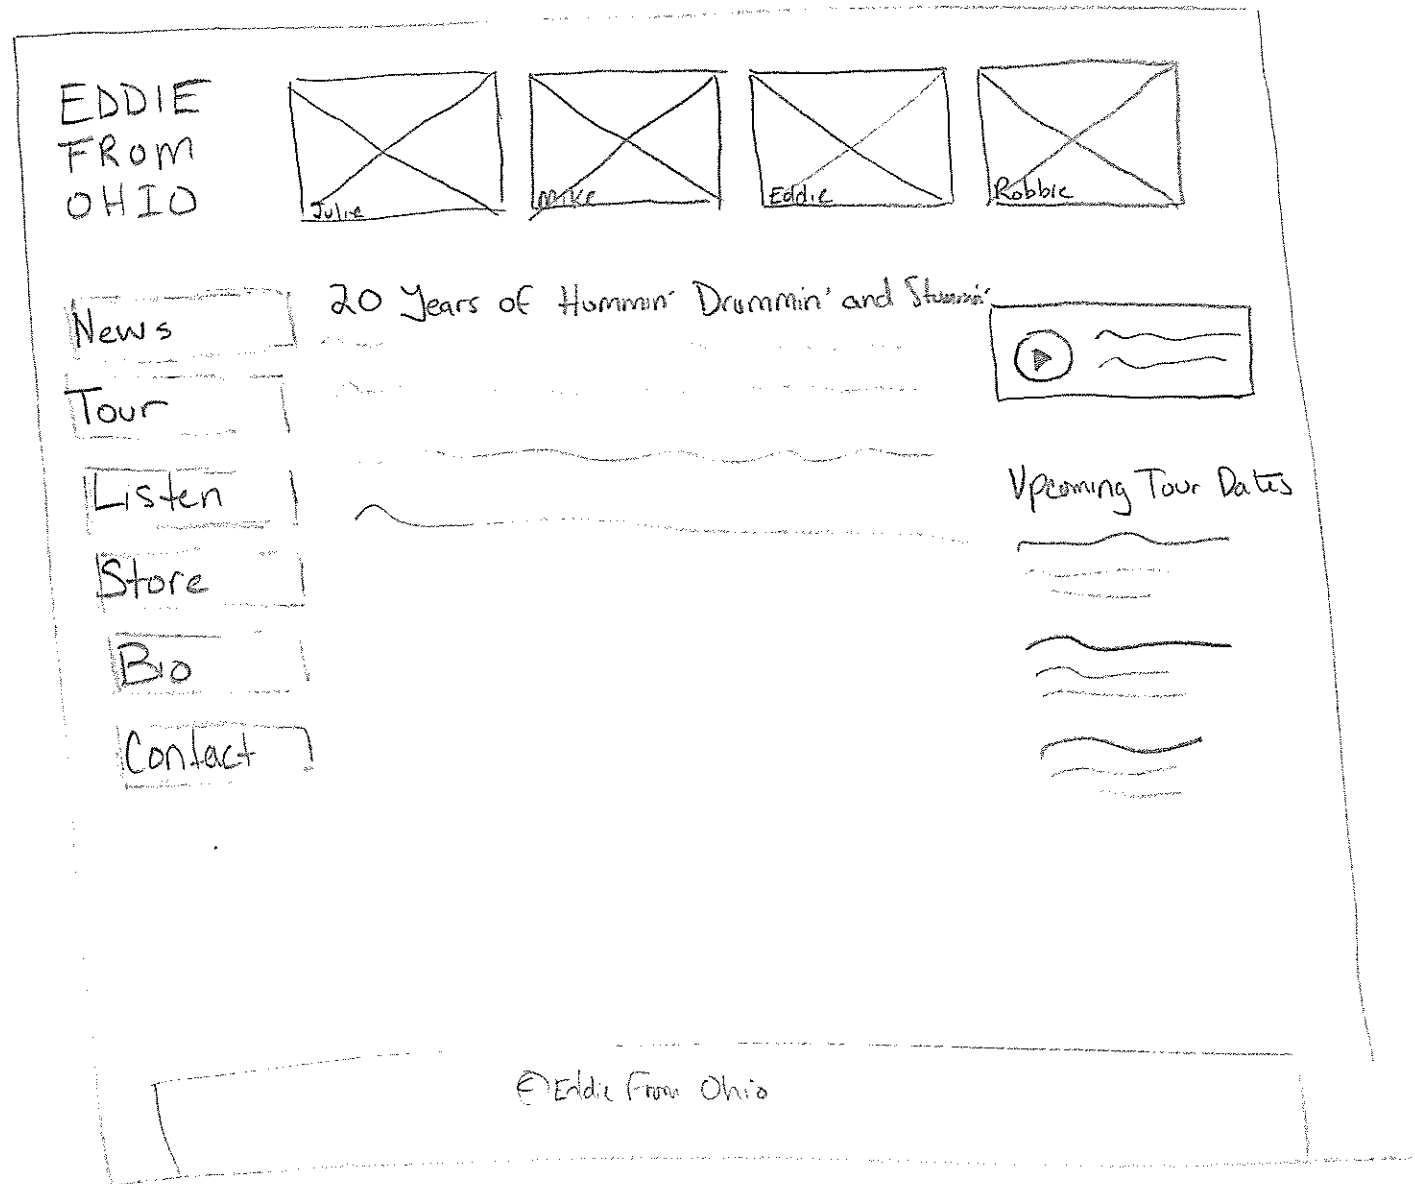 EDDIE
FROM
OHIO
Julie
Mike
Eddie
Robbie
News
Tour
Listen
Store
Bio
Contact
20 Years of Hummin' Drummin' and Strummin'
Upcoming Tour Dates
© Eddie From Ohio